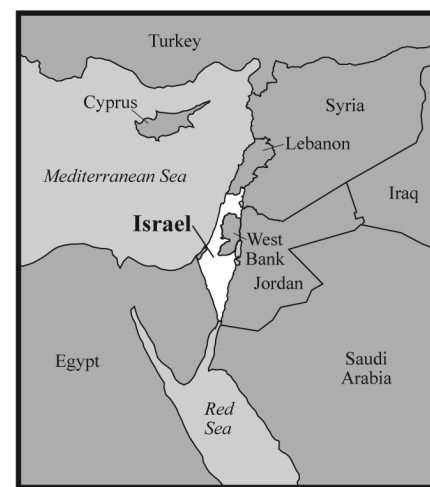 Turkey
Cyprus
Syria
Lebanon
Mediterranean Sea
Iraq
Israel
West
Bank
Jordan
Egypt
Saudi
Arabia
Red
Sea